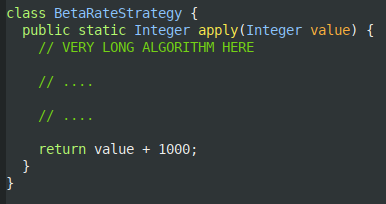 class BetaRateStrategy {
  public static Integer apply(Integer value) {
    // VERY LONG ALGORITHM HERE
    // ....
    // ....
    return value + 1000;
  }
}